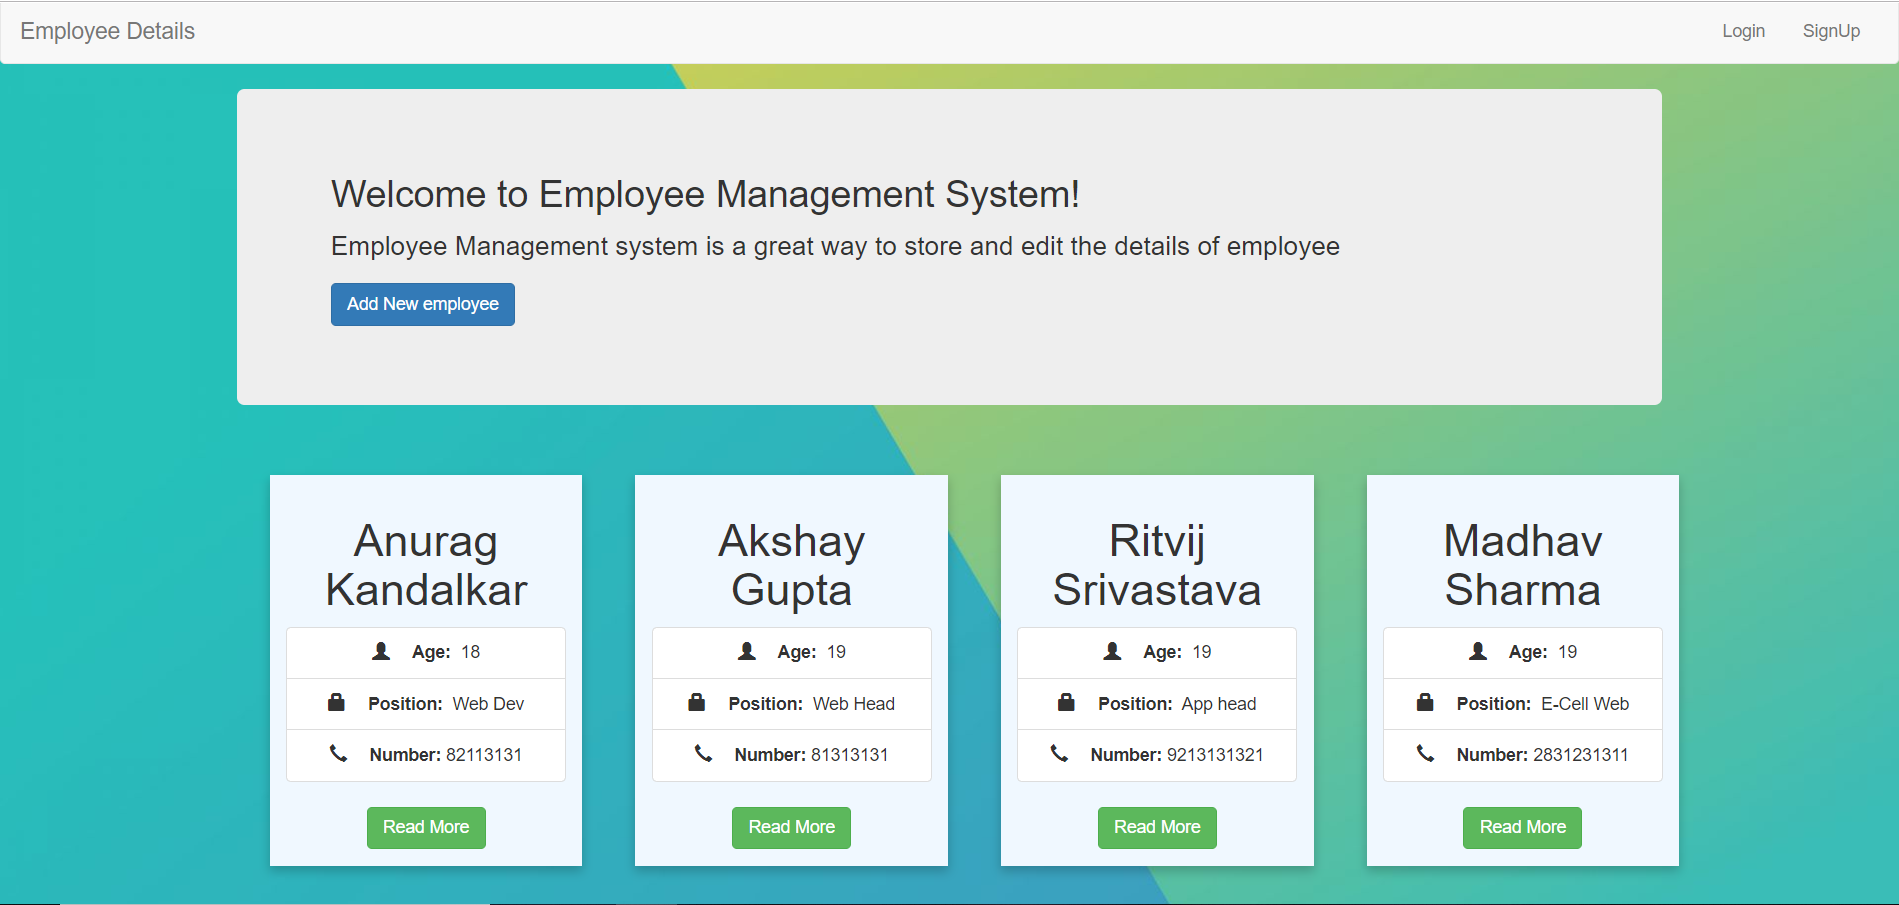 Employee Details
Login SignUp
Welcome to Employee Management System!
Employee Management system is a great way to store and edit the details of employee
Add New employee
Anurag
Kandalkar
Age: 18
Position: Web Dev
Number: 82113131
Read More
Akshay
Gupta
Age: 19
Position: Web Head
Number: 81313131
Read More
Ritvij
Srivastava
Age: 19
Position: App head
Number: 9213131321
Read More
Madhav
Sharma
Age: 19
Position: E-Cell Web
Number: 2831231311
Read More